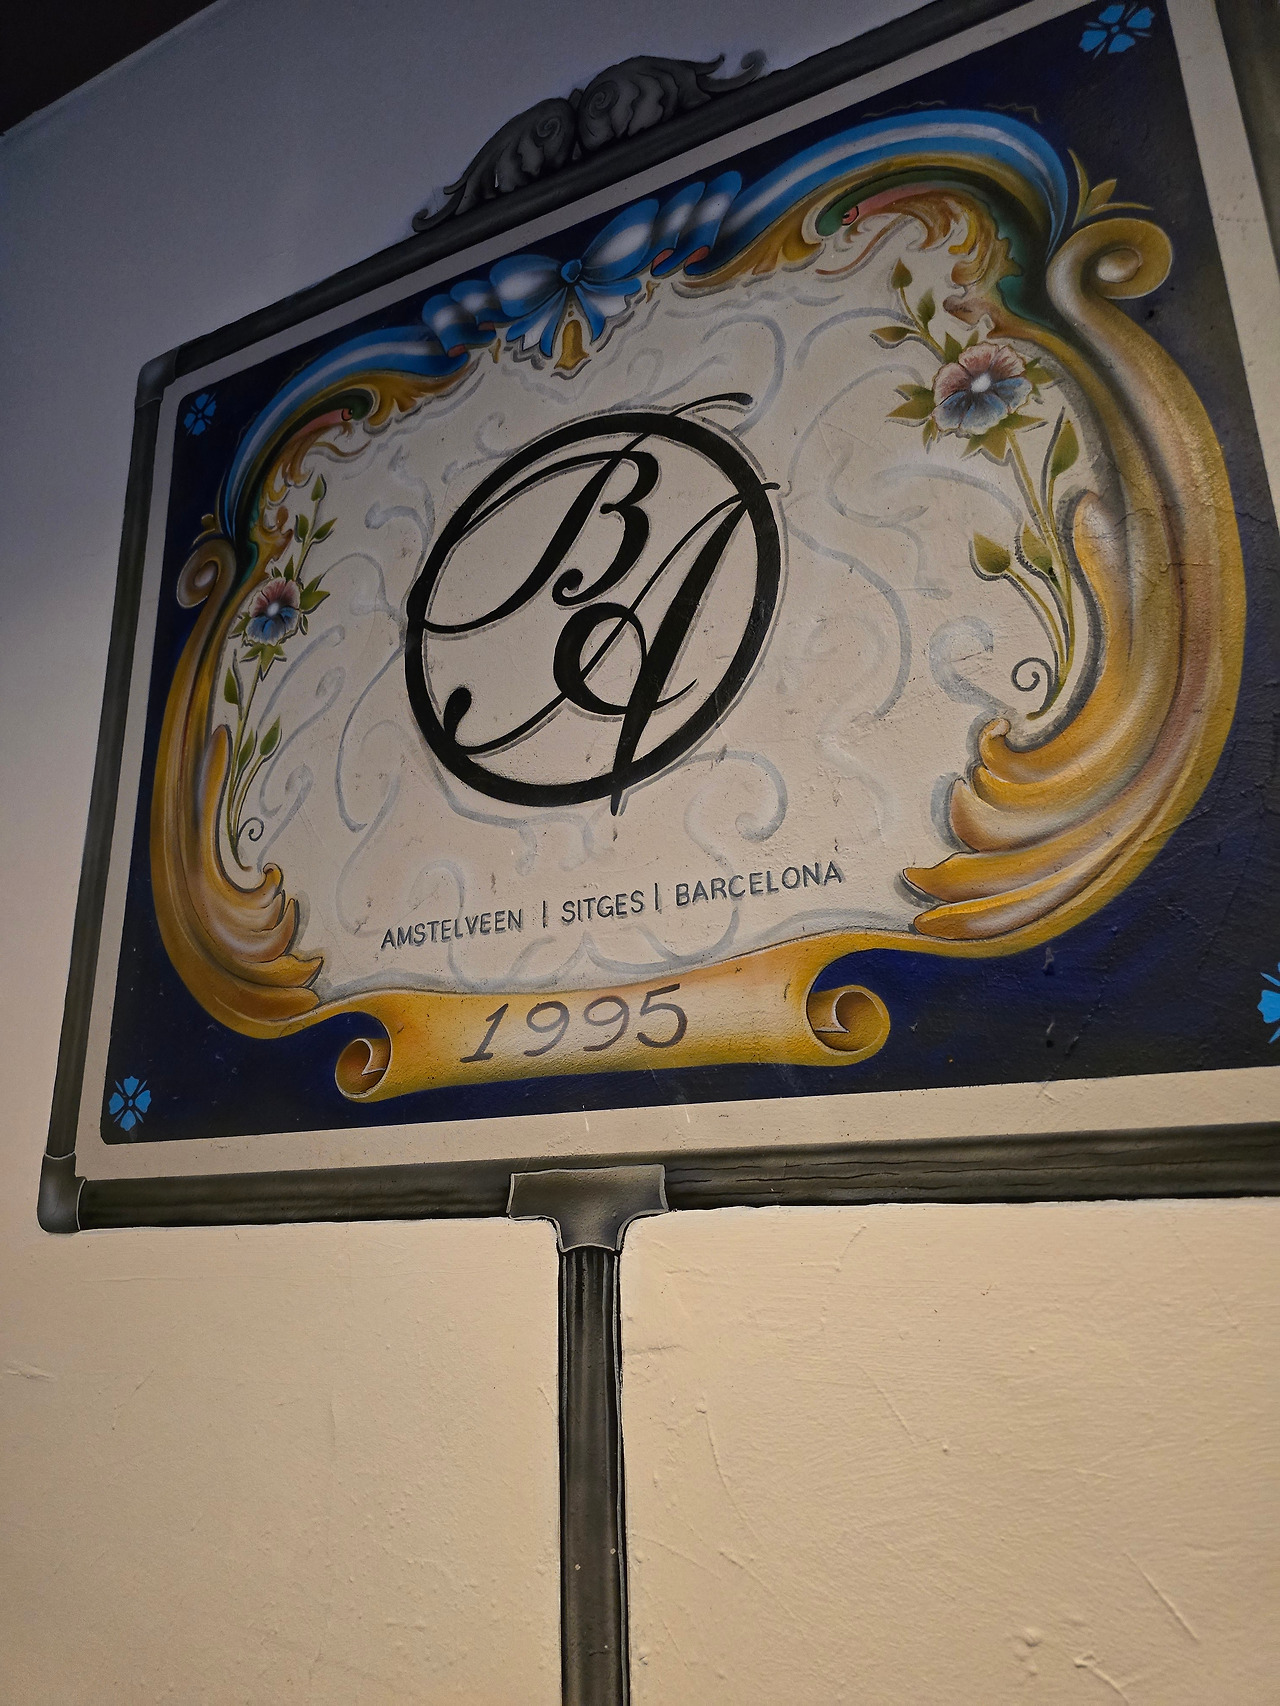 BA
AMSTELVEEN | SITGES | BARCELONA
1995